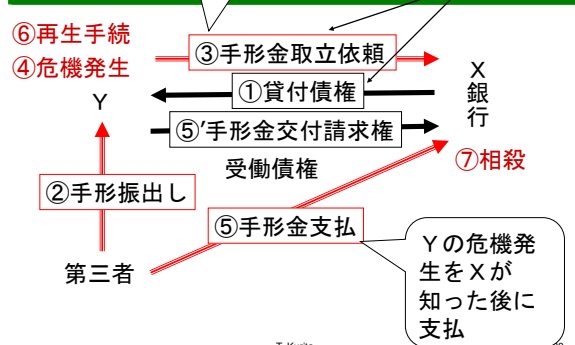 ⑥再生手続
④危機発生
③手形金取立依頼
①貸付債権
Y
X銀行
⑤’手形金交付請求権
受働債権
⑦相殺
②手形振出し
⑤手形金支払
第三者
Yの危機発
生をXが
知った後に
支払